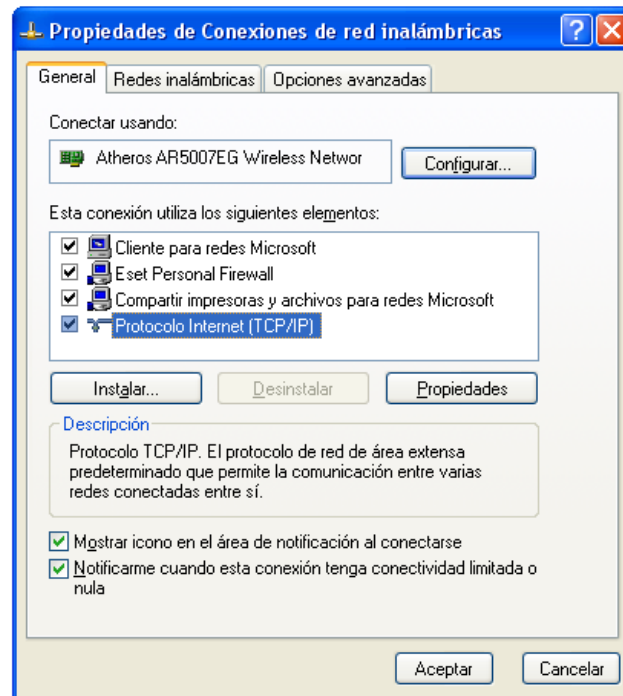 Propiedades de Conexiones de red inalámbricas
General
Redes inalámbricas
Opciones avanzadas
Conectar usando:
Atheros AR5007EG Wireless Networ
Configurar...
Esta conexión utiliza los siguientes elementos:
Cliente para redes Microsoft
Eset Personal Firewall
Compartir impresoras y archivos para redes Microsoft
Protocolo Internet (TCP/IP)
Instalar...
Desinstalar
Propiedades
Descripción
Protocolo TCP/IP. El protocolo de red de área extensa
predeterminado que permite la comunicación entre varias
redes conectadas entre sí.
Mostrar icono en el área de notificación al conectarse
Notificarme cuando esta conexión tenga conectividad limitada o
nula
Aceptar
Cancelar